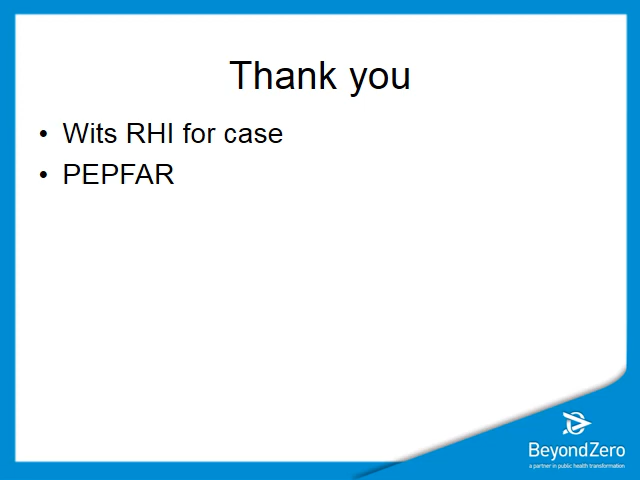 Thank you
• Wits RHI for case
• PEPFAR
BeyondZero
a partner in public health transformation